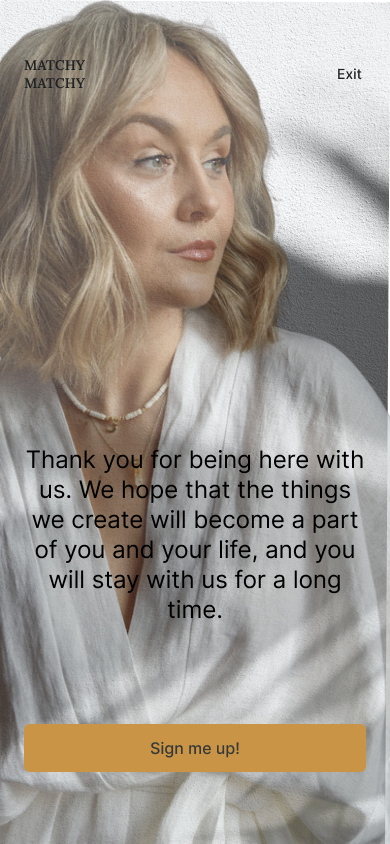 MATCHY
MATCHY
Exit
Thank you for being here with
us. We hope that the things
we create will become a part
of you and your life, and you
will stay with us for a long
time.
Sign me up!